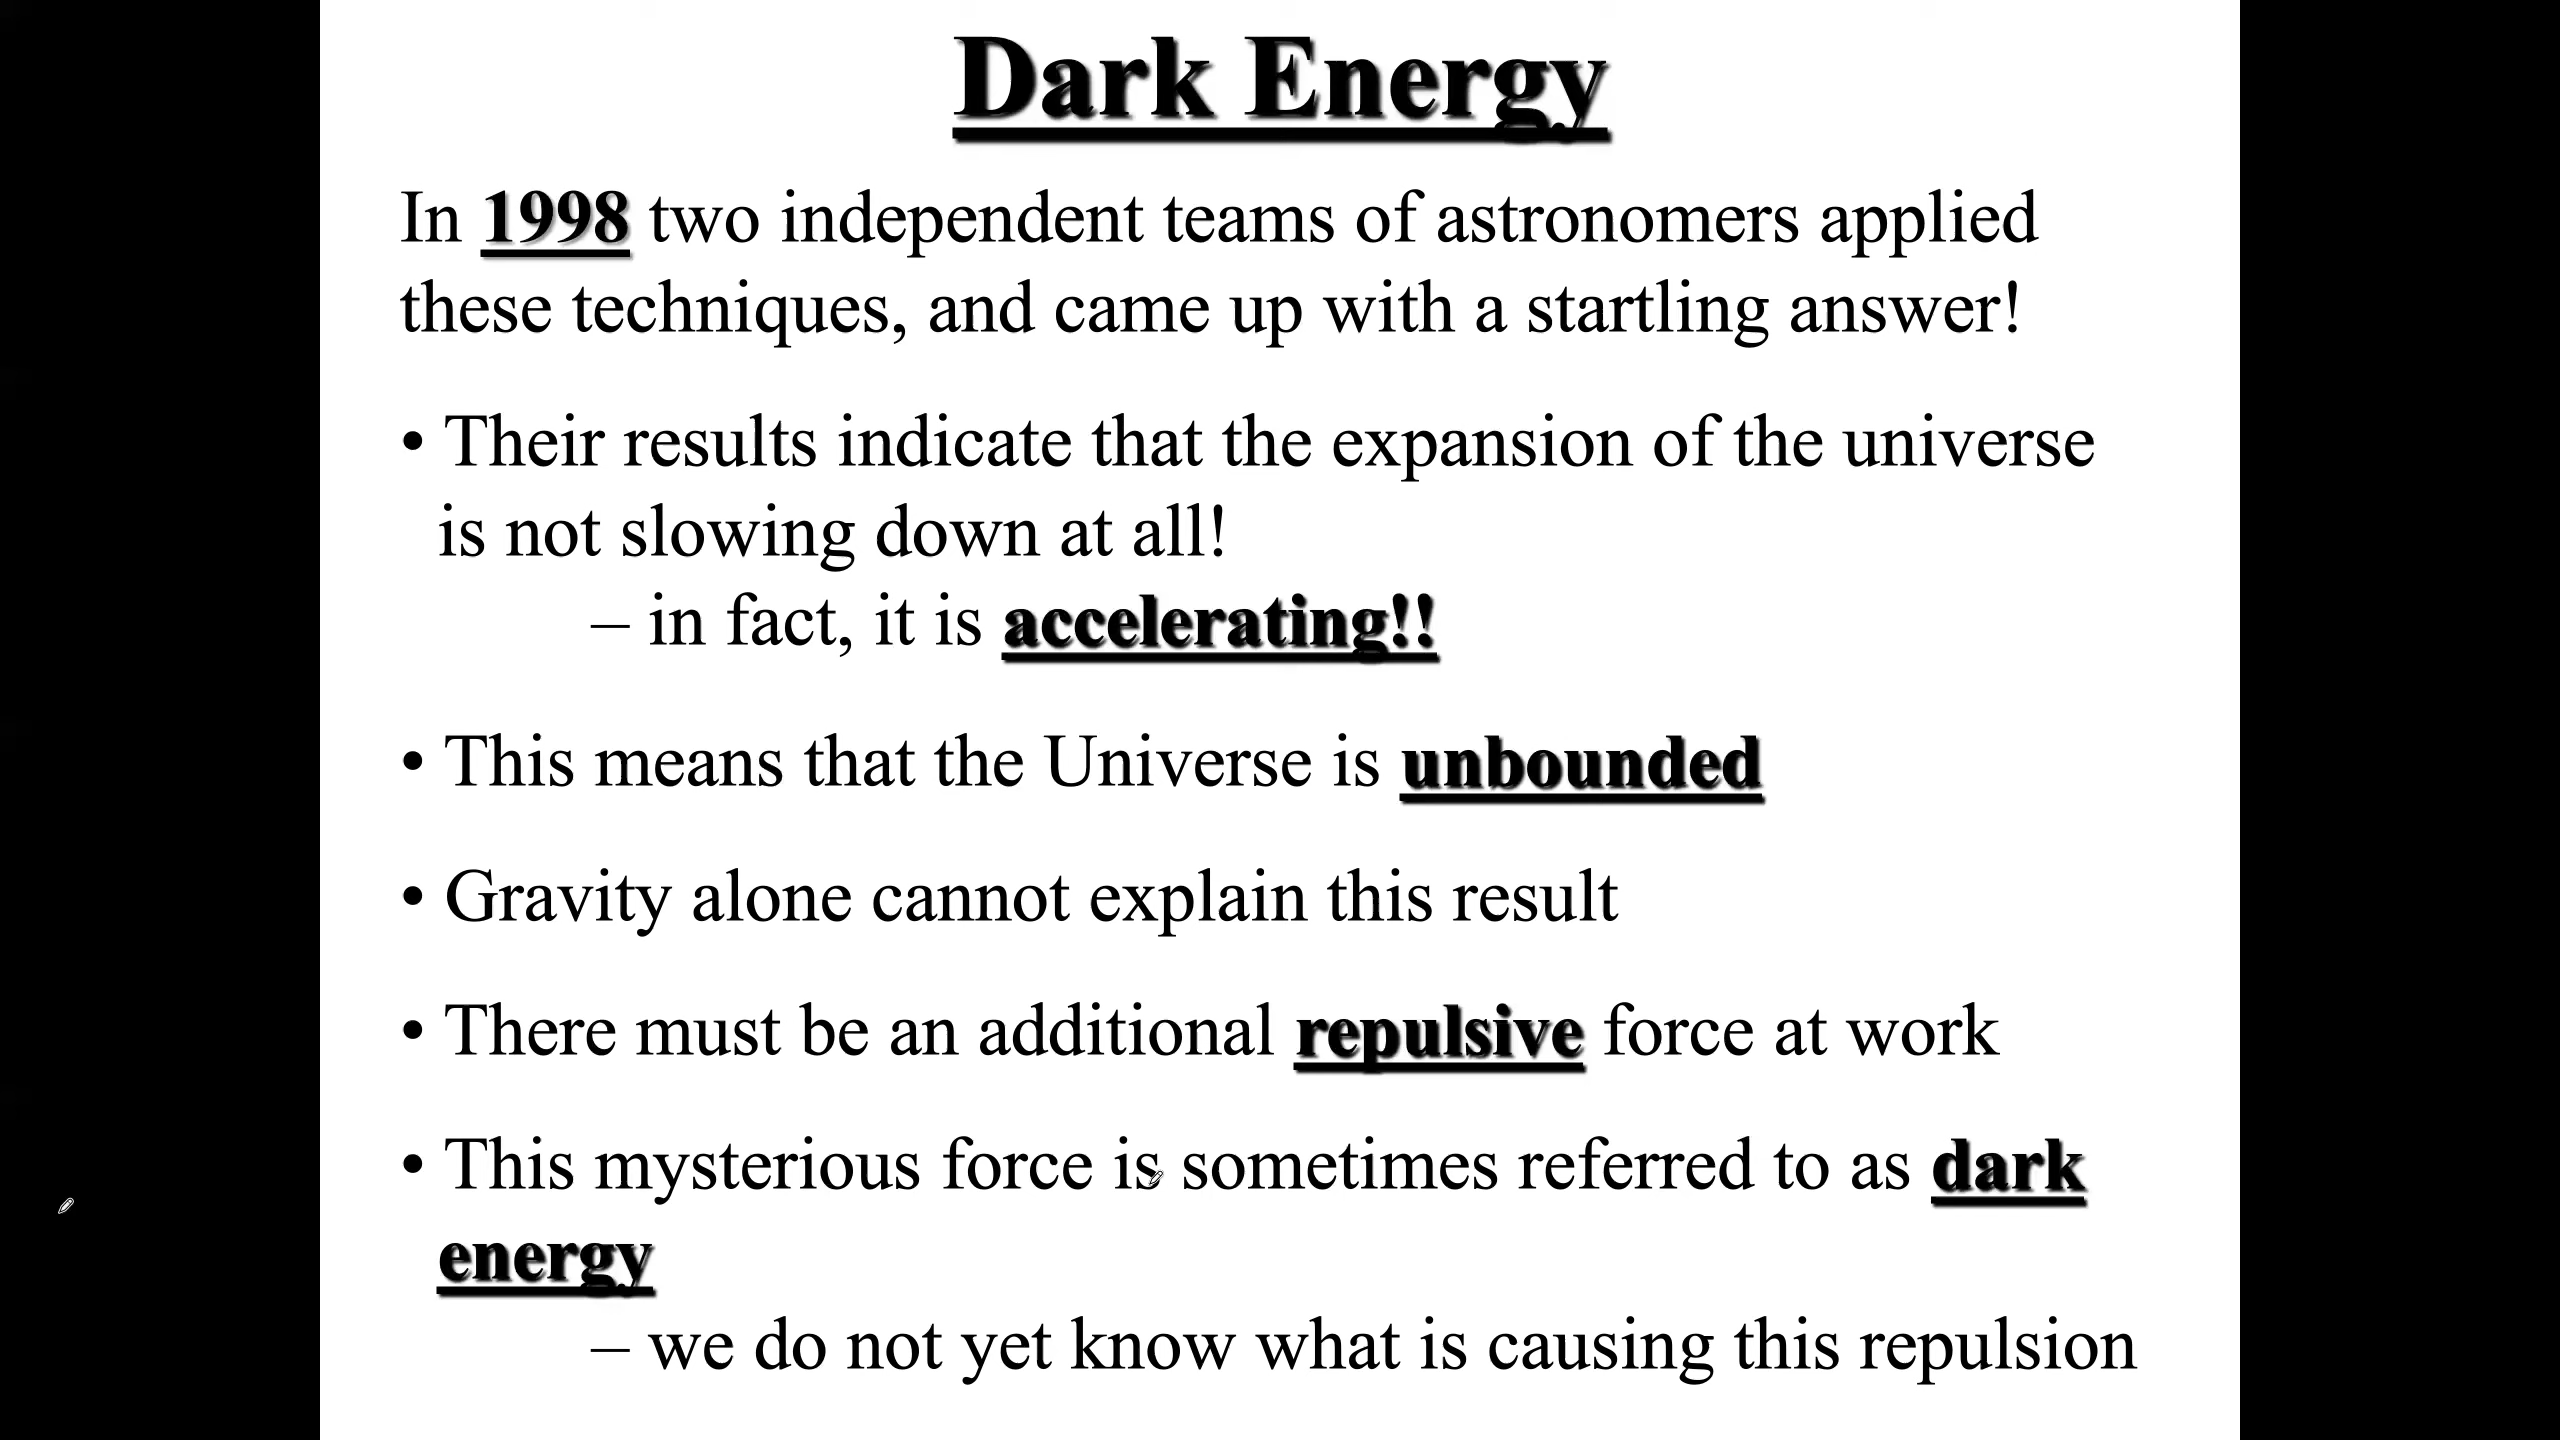 Dark Energy
In 1998 two independent teams of astronomers applied
these techniques, and came up with a startling answer!
• Their results indicate that the expansion of the universe
is not slowing down at all!
– in fact, it is accelerating!!
• This means that the Universe is unbounded
• Gravity alone cannot explain this result
• There must be an additional repulsive force at work
• This mysterious force is sometimes referred to as dark
energy
– we do not yet know what is causing this repulsion